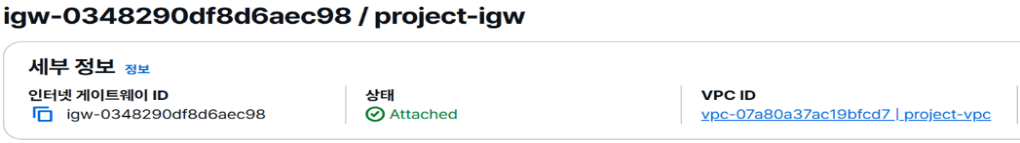 igw-0348290df8d6aec98 / project-igw
세부 정보 정보
인터넷 게이트웨이 ID
igw-0348290df8d6aec98
상태
Attached
VPC ID
vpc-07a80a37ac19bfcd7 | project-vpc